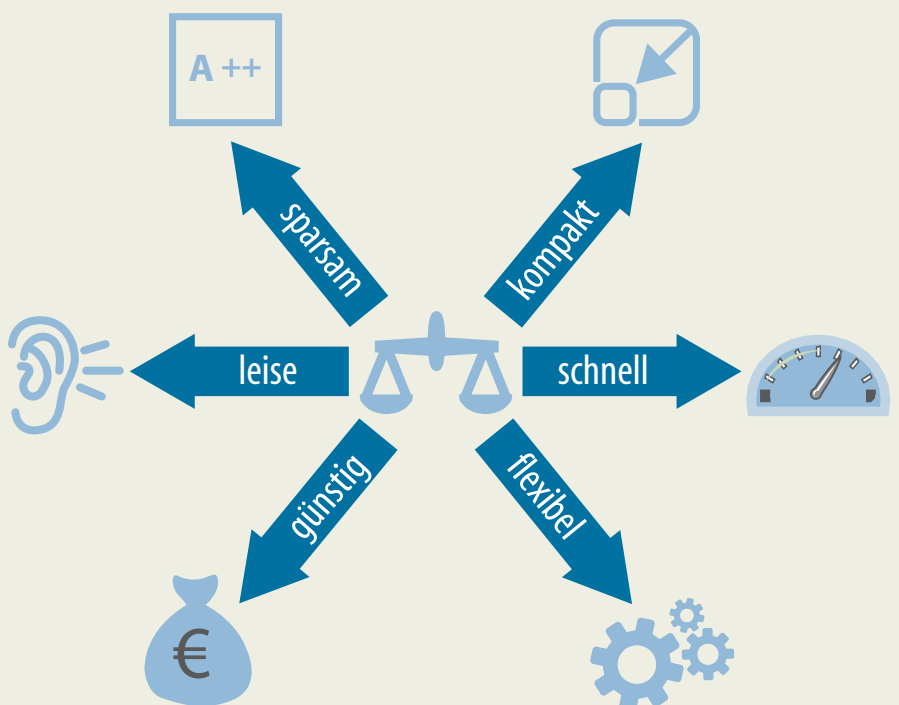 A ++
sparsam
kompakt
leise
schnell
günstig
flexibel
€